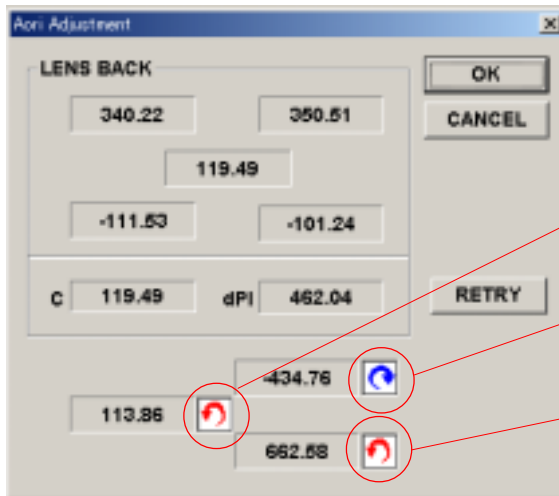 Aori Adjustment
LENS BACK
OK
340.22 350.51
CANCEL
119.49
-111.53 -101.24
C 119.49 dPI 462.04
RETRY
-434.76
113.86
662.58